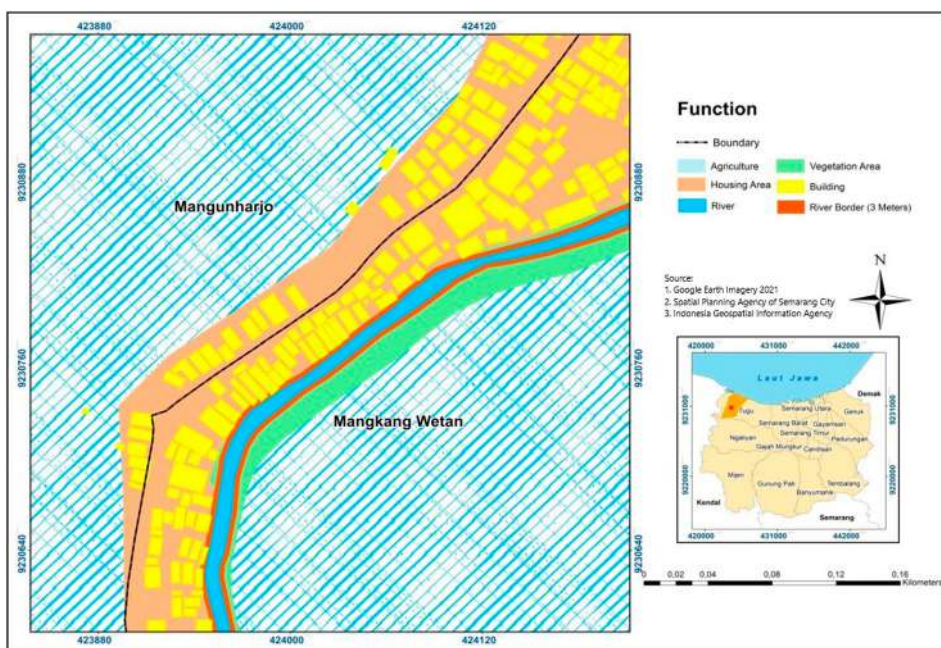 423880 424000 424120
9230880
9230760
9230640
Mangunharjo
Mangkang Wetan
9230880
9230760
9230640
423880 424000 424120
Function
Boundary
Agriculture Vegetation Area
Housing Area Building
River River Border (3 Meters)
N
Source:
1. Google Earth Imagery 2021
2. Spatial Planning Agency of Semarang City
3. Indonesia Geospatial Information Agency
420000 431000 442000
9231000
9220000
Laut Jawa
Demak
Tugu Semarang Utara Genuk
Semarang Barat Gayamsari
Ngaliyan Semarang Timur Pedurungan
Gajah Mungkur Candisari
Mijen Gunung Pati Tembalang
Banyumanik
Kendal
Semarang
9231000
9220000
420000 431000 442000
0 0,02 0,04 0,08 0,12 0,16
Kilometers